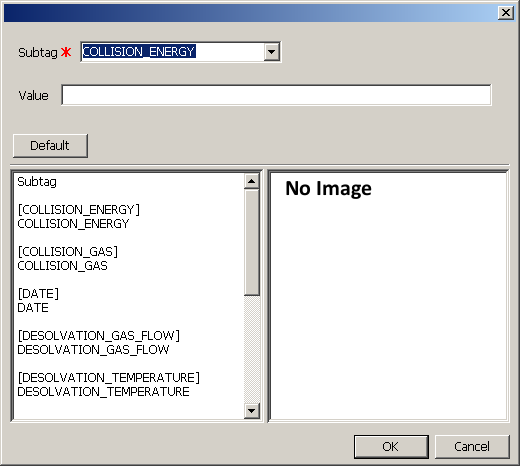 Subtag *
COLLISION_ENERGY
Value
Default
Subtag
[COLLISION_ENERGY]
COLLISION_ENERGY
[COLLISION_GAS]
COLLISION_GAS
[DATE]
DATE
[DESOLVATION_GAS_FLOW]
DESOLVATION_GAS_FLOW
[DESOLVATION_TEMPERATURE]
DESOLVATION_TEMPERATURE
No Image
OK
Cancel